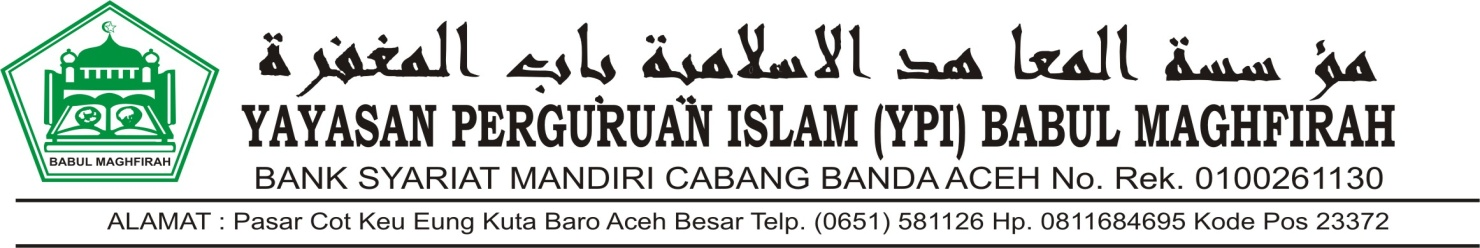 مؤسسة المعاهد الاسلامية باب المغفرة
YAYASAN PERGURUAN ISLAM (YPI) BABUL MAGHFIRAH
BABUL MAGHFIRAH
BANK SYARIAT MANDIRI CABANG BANDA ACEH No. Rek. 0100261130
ALAMAT : Pasar Cot Keu Eung Kuta Baro Aceh Besar Telp. (0651) 581126 Hp. 0811684695 Kode Pos 23372